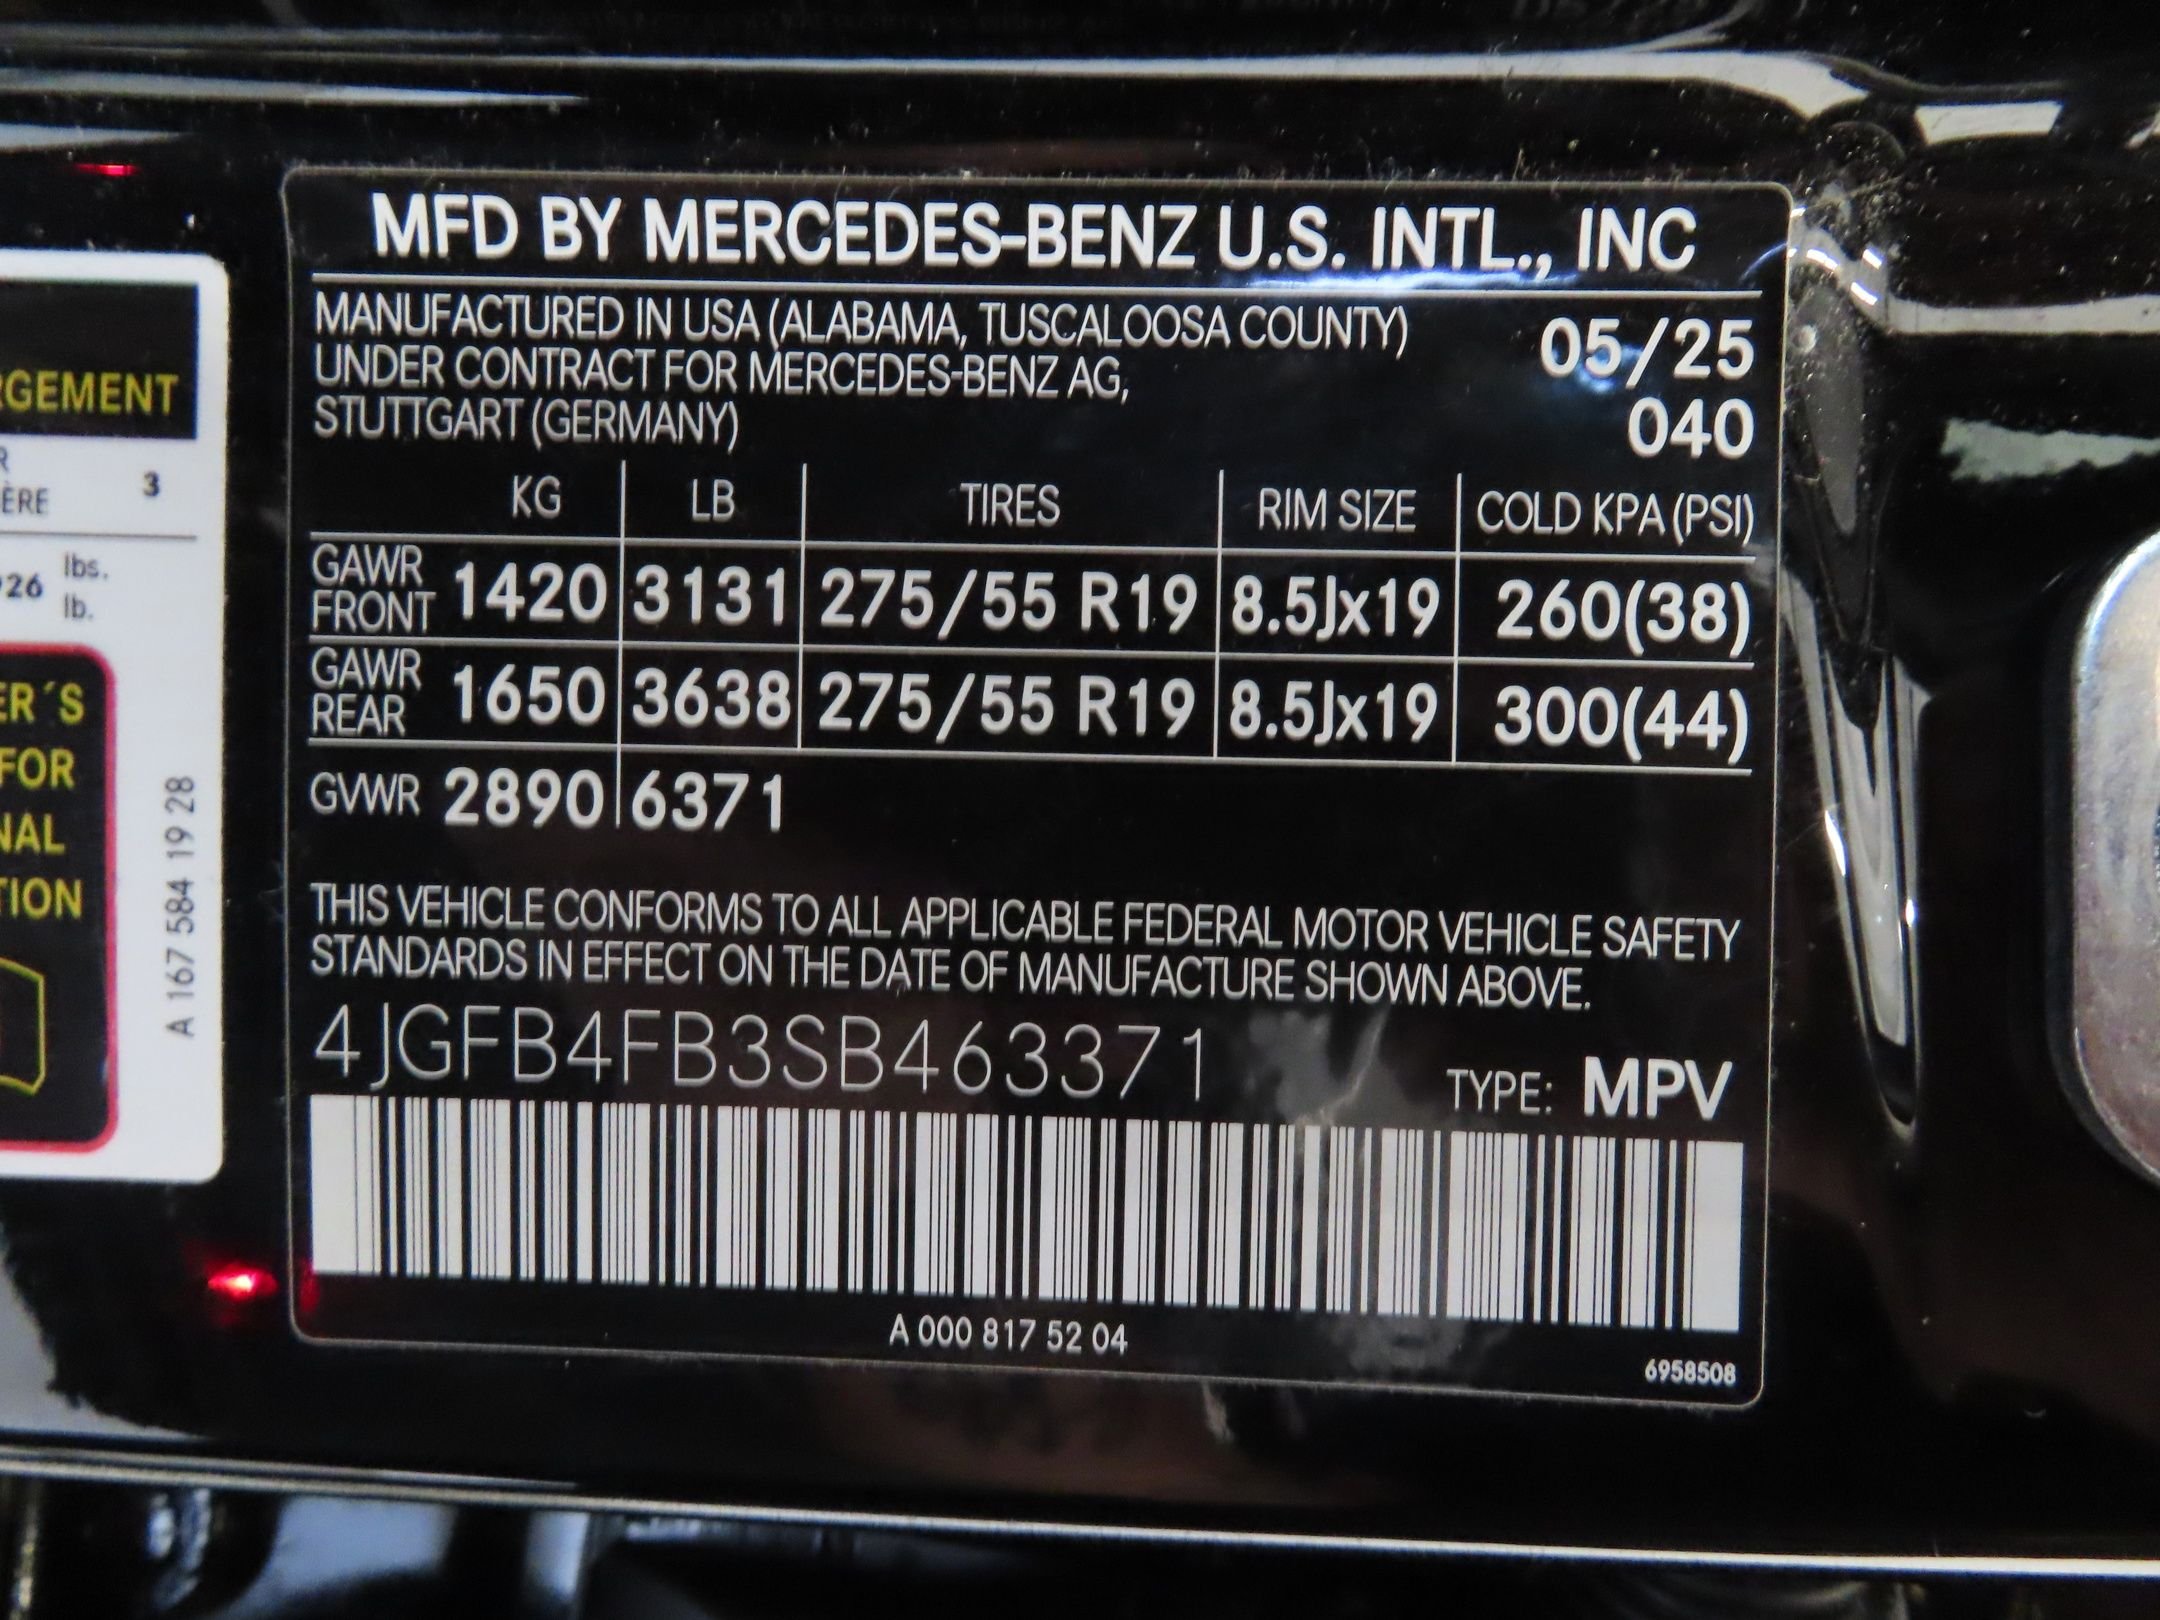 MFD BY MERCEDES-BENZ U.S. INTL., INC
MANUFACTURED IN USA (ALABAMA, TUSCALOOSA COUNTY)
05/25
UNDER CONTRACT FOR MERCEDES-BENZ AG,
STUTTGART (GERMANY)
040
KG LB TIRES RIM SIZE COLD KPA (PSI)
GAWR FRONT 1420 3131 275/55 R19 8.5Jx19 260(38)
GAWR REAR 1650 3638 275/55 R19 8.5Jx19 300(44)
GVWR 2890 6371
THIS VEHICLE CONFORMS TO ALL APPLICABLE FEDERAL MOTOR VEHICLE SAFETY
STANDARDS IN EFFECT ON THE DATE OF MANUFACTURE SHOWN ABOVE.
4JGFB4FB3SB463371
TYPE: MPV
A 000 817 52 04
6958508
RGEMENT
R
ÈRE 3
926 lbs.
lb.
ER´S
FOR
NAL
TION
A 167 584 19 28